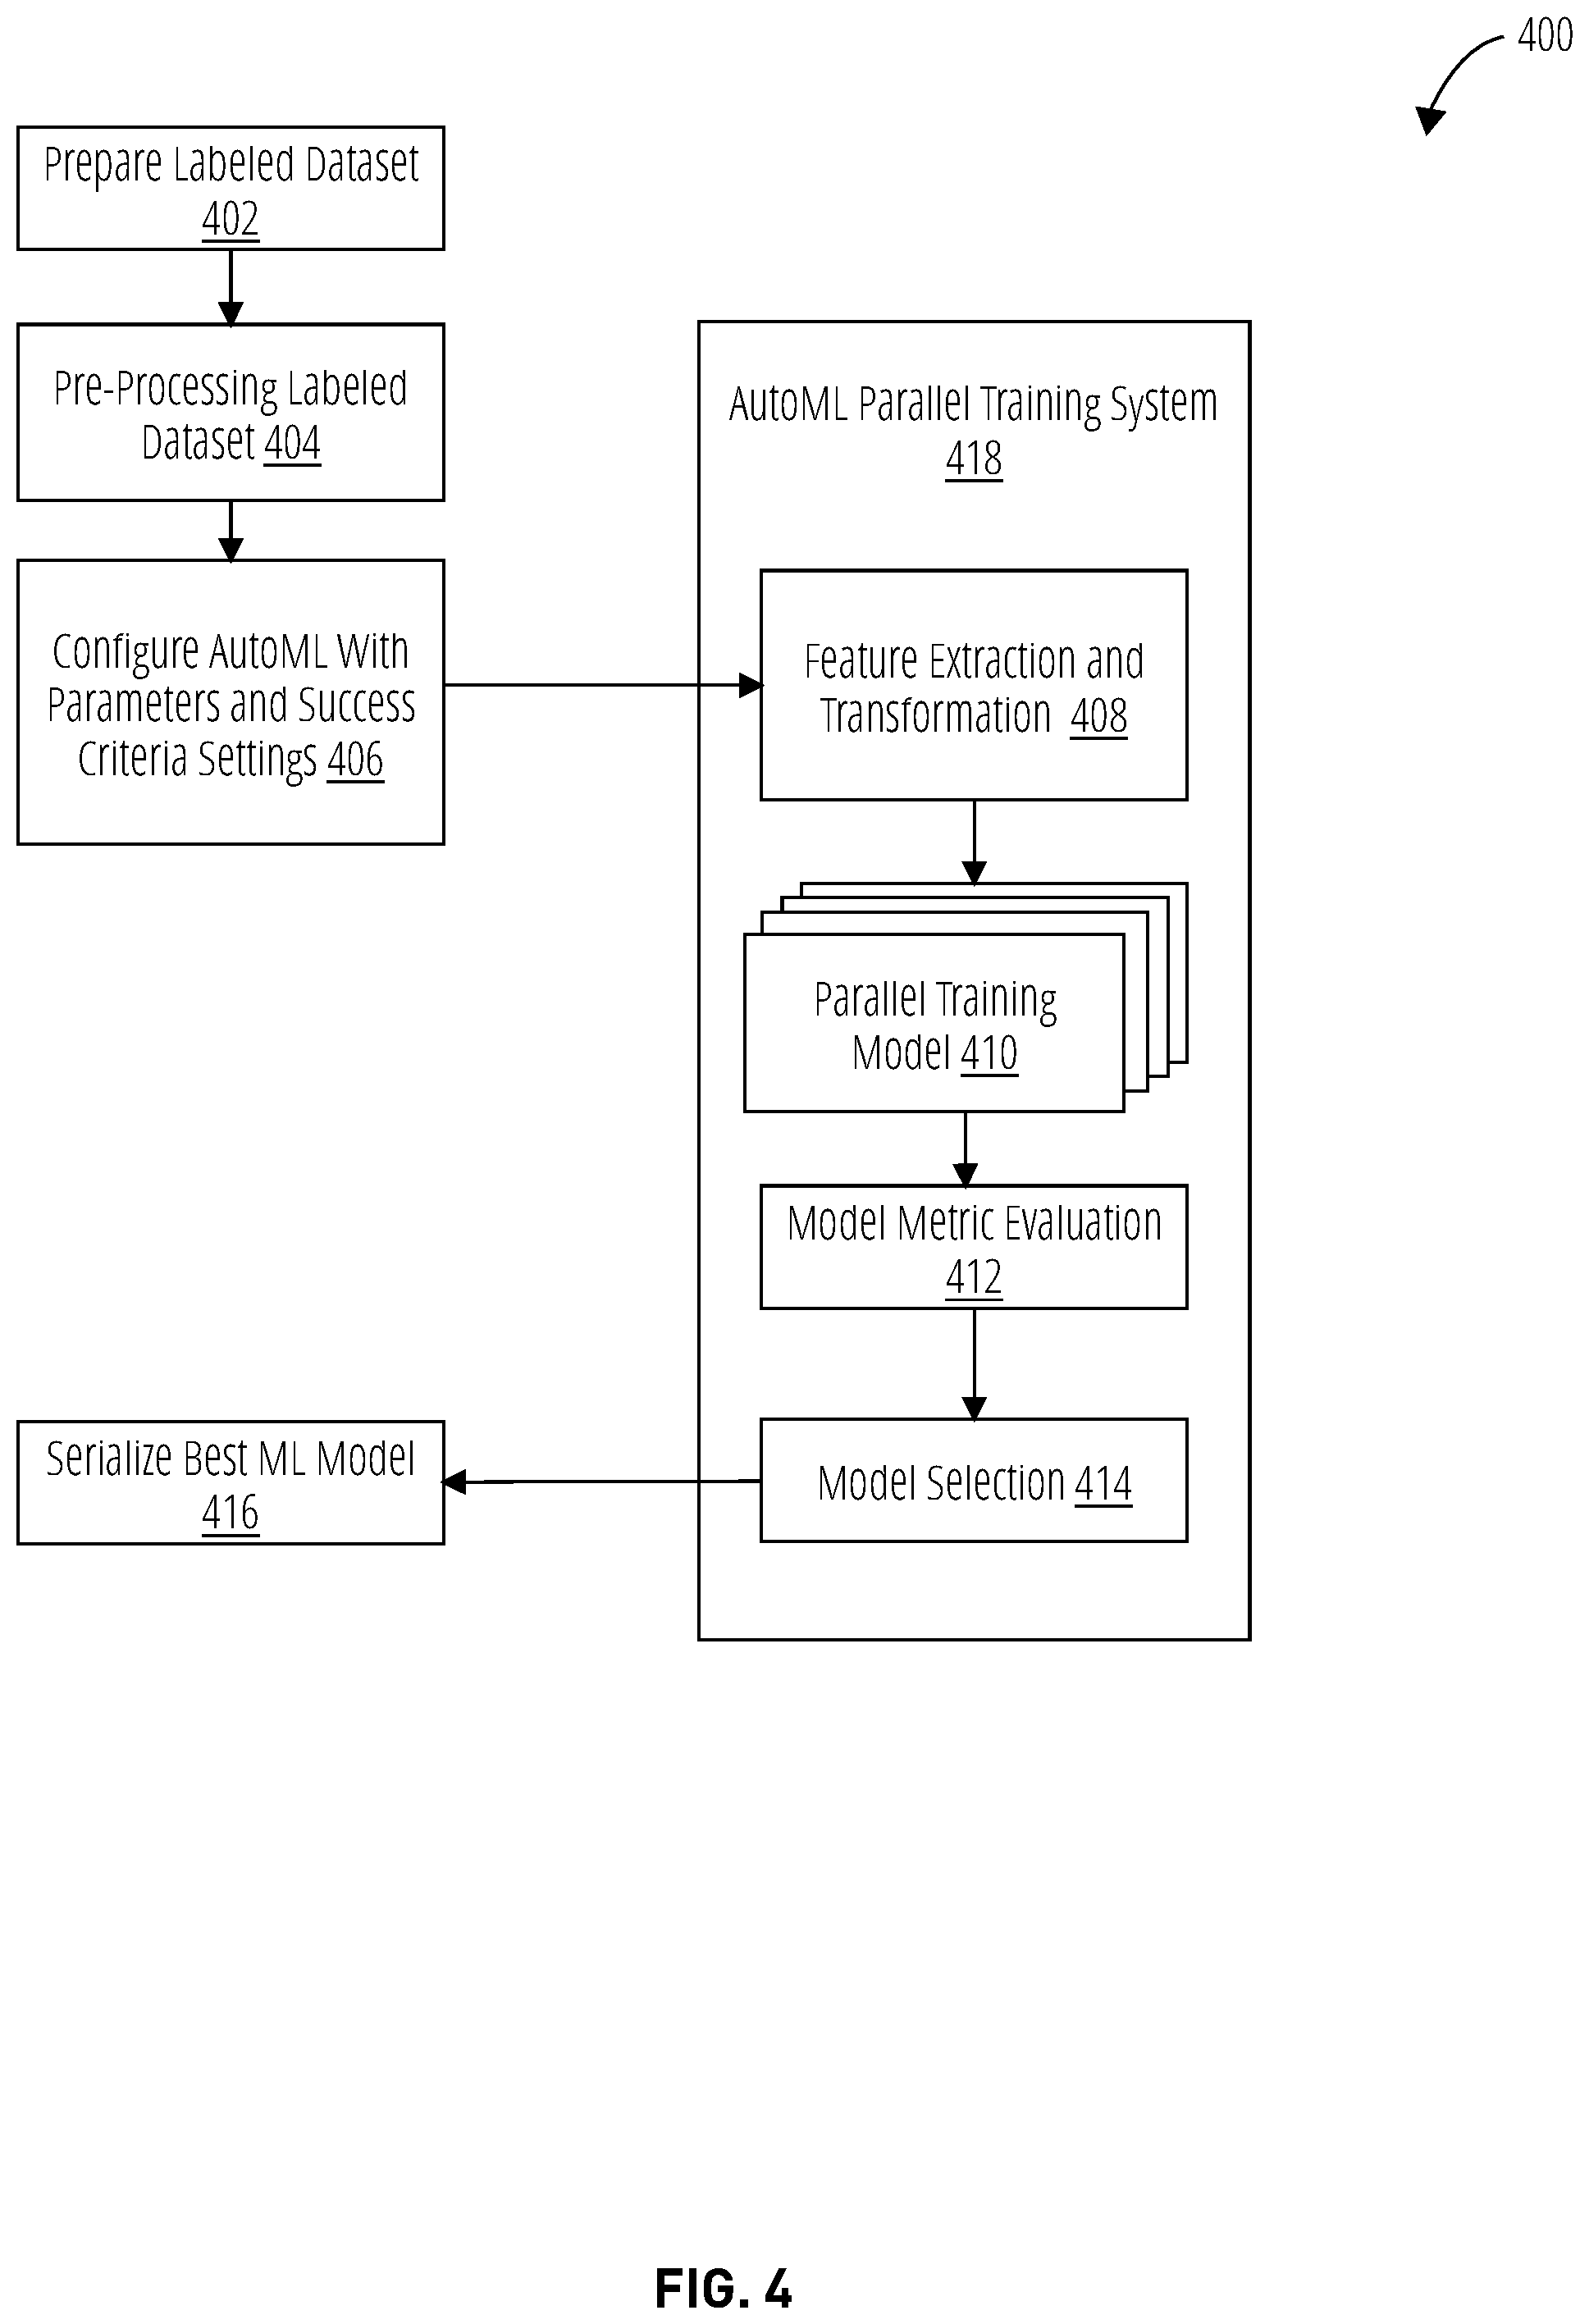 400
Prepare Labeled Dataset
402
Pre-Processing Labeled
Dataset 404
Configure AutoML With
Parameters and Success
Criteria Settings 406
AutoML Parallel Training System
418
Feature Extraction and
Transformation 408
Parallel Training
Model 410
Model Metric Evaluation
412
Model Selection 414
Serialize Best ML Model
416
FIG. 4